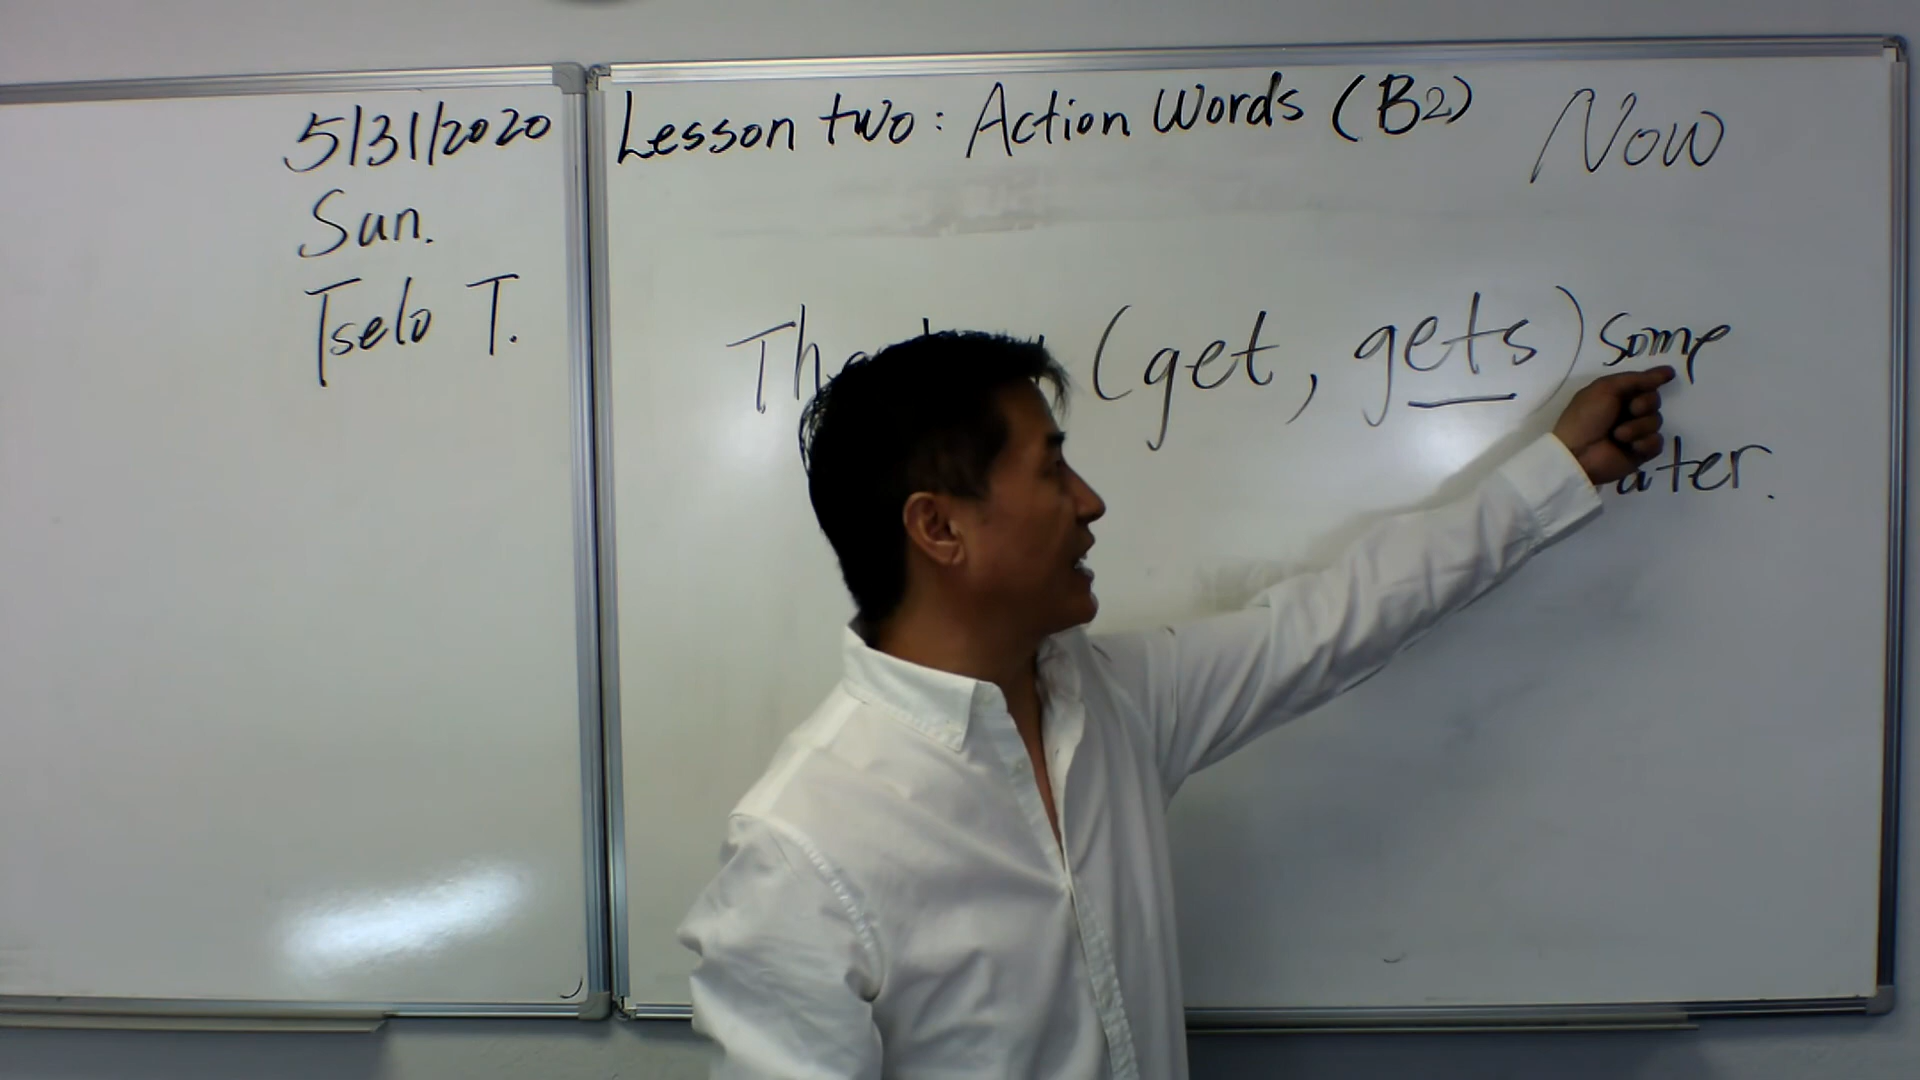 5/31/2020
Sun.
Tselo T.
Lesson two: Action Words (B2)
Now
(get, gets) some